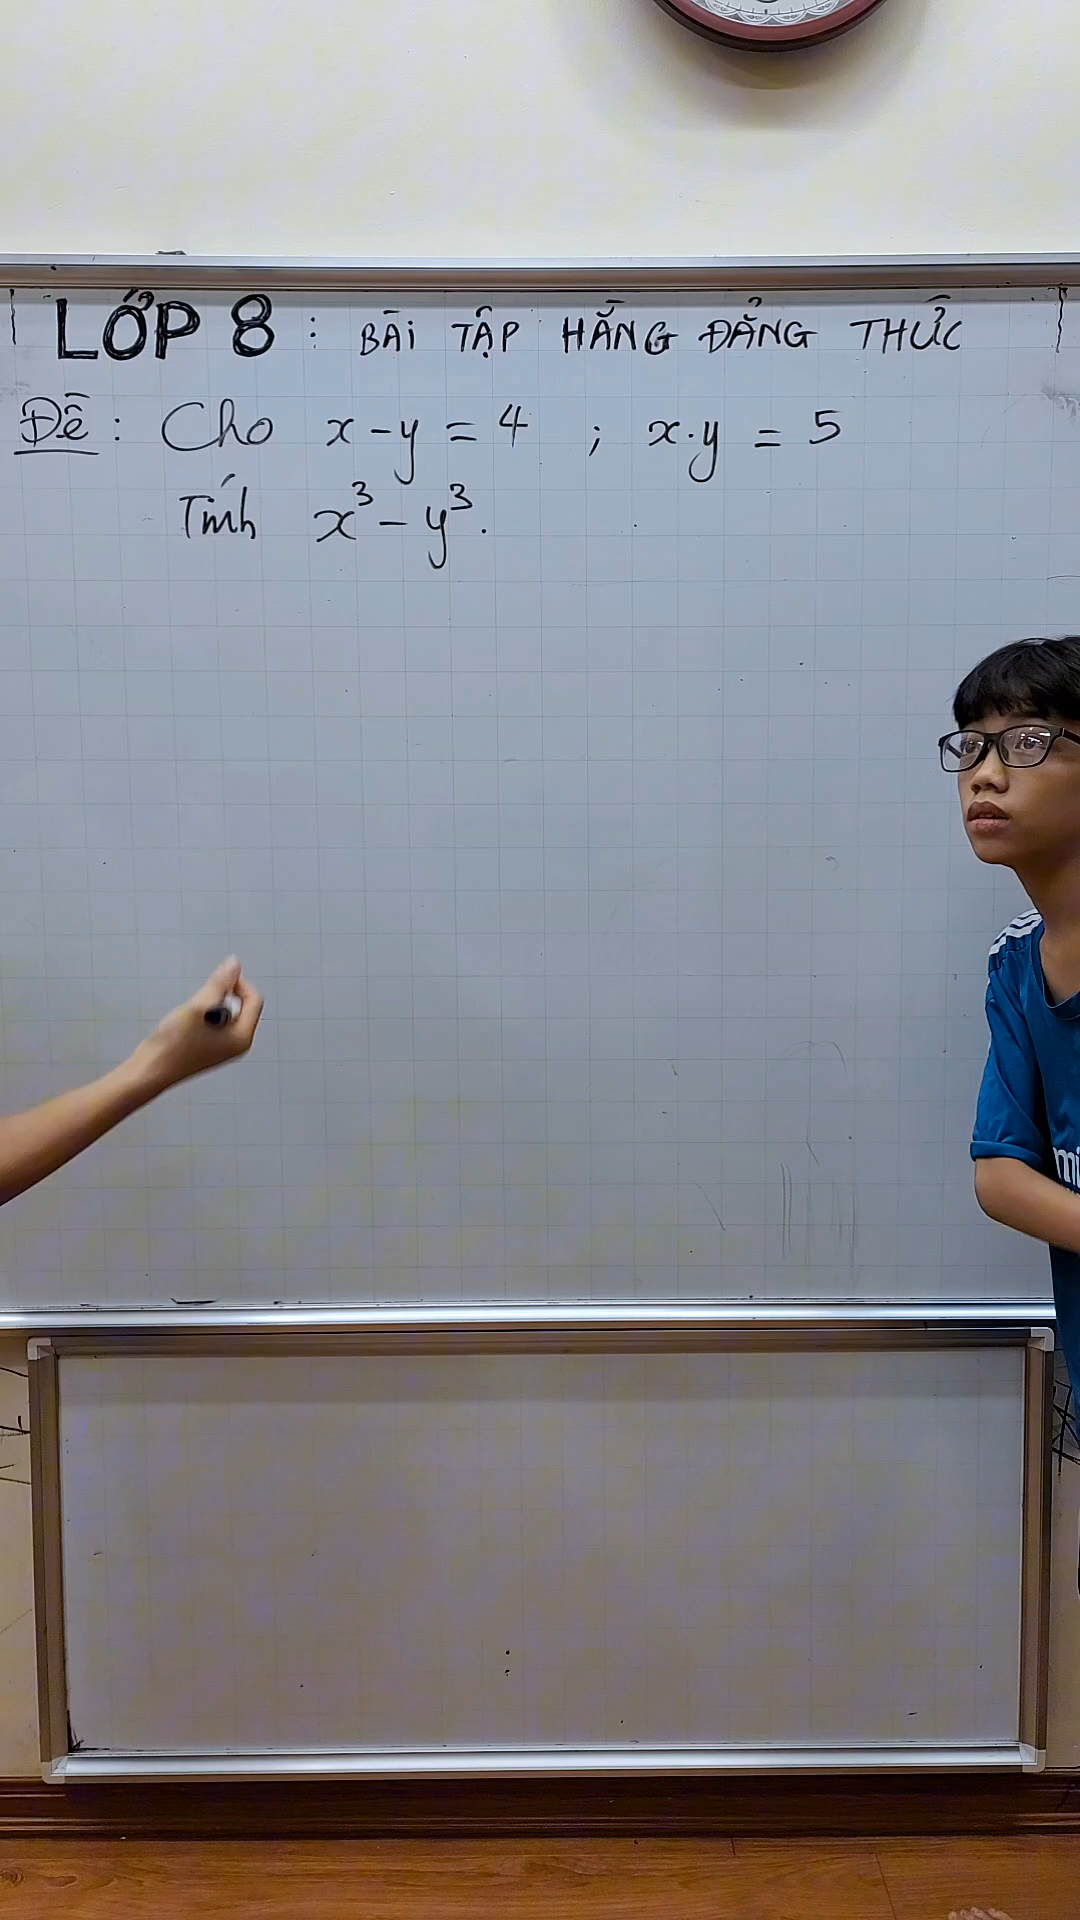 LỚP 8 : BÀI TẬP HẰNG ĐẲNG THỨC
Đề : Cho x - y = 4 ; x.y = 5
Tính x³ - y³.